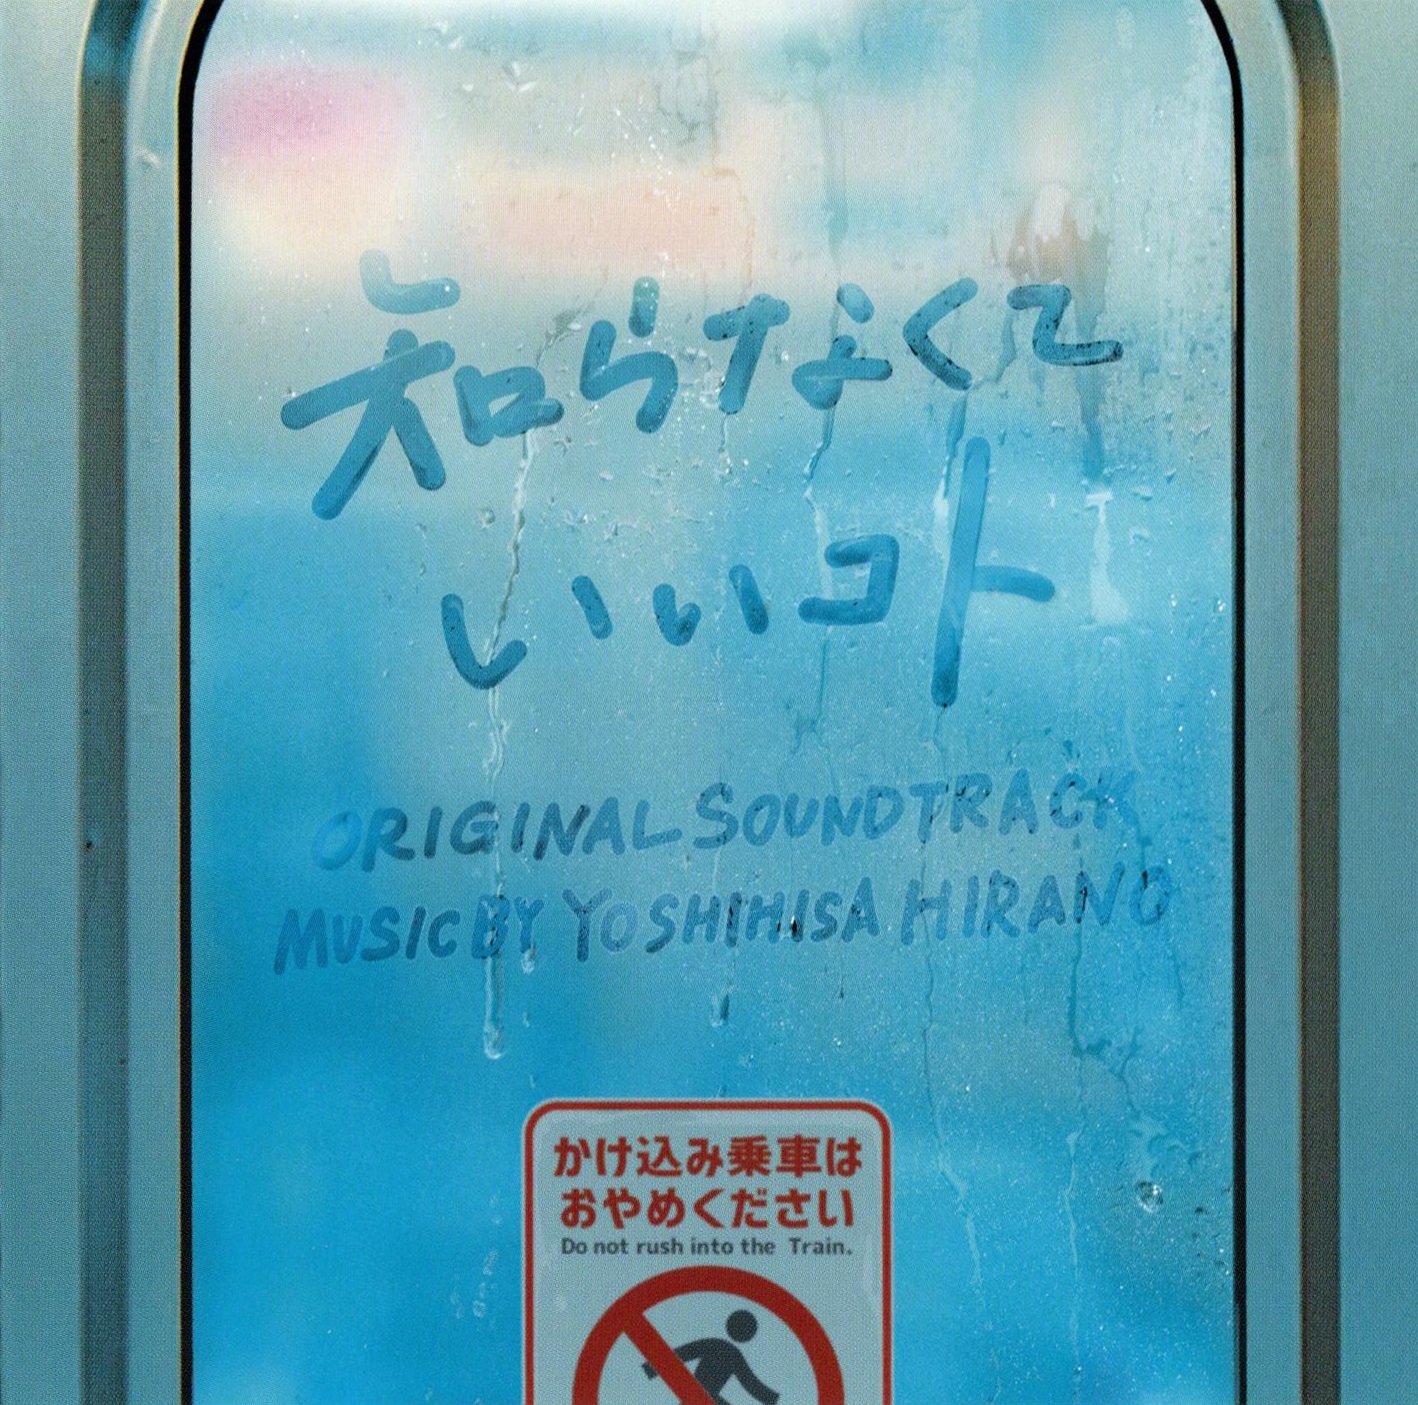 知らなくて
いいコト
ORIGINAL SOUNDTRACK
MUSIC BY YOSHIHISA HIRANO
かけ込み乗車は
おやめください
Do not rush into the Train.